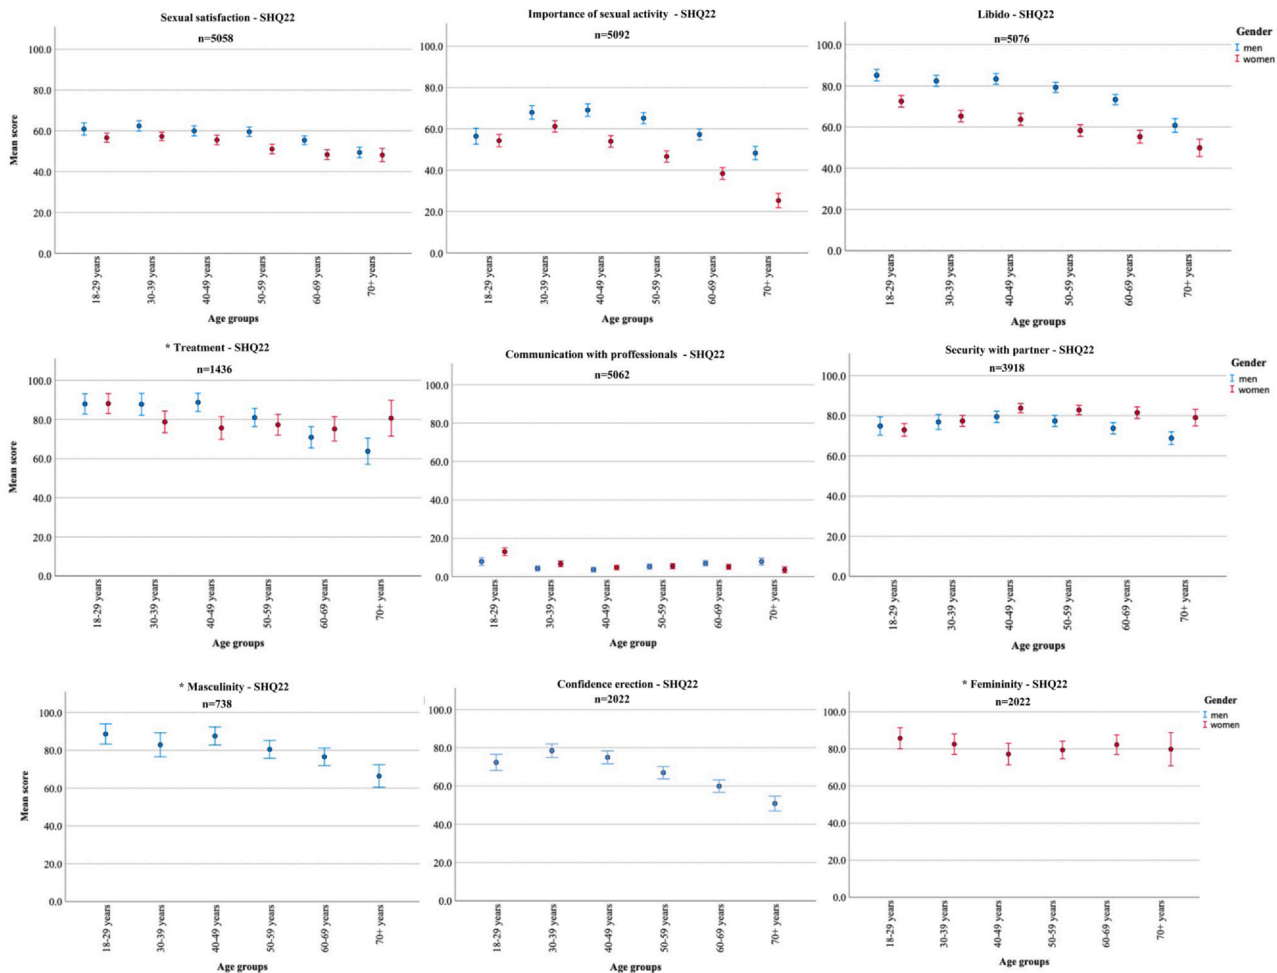 Sexual satisfaction - SHQ22
n=5058
Mean score
100.0
80.0
60.0
40.0
20.0
0.0
18-29 years
30-39 years
40-49 years
50-59 years
60-69 years
70+ years
Age groups
Importance of sexual activity - SHQ22
n=5092
100.0
80.0
60.0
40.0
20.0
0.0
18-29 years
30-39 years
40-49 years
50-59 years
60-69 years
70+ years
Age groups
Libido - SHQ22
n=5076
100.0
80.0
60.0
40.0
20.0
0.0
18-29 years
30-39 years
40-49 years
50-59 years
60-69 years
70+ years
Age groups
Gender
men
women
* Treatment - SHQ22
n=1436
Mean score
100.0
80.0
60.0
40.0
20.0
0.0
18-29 years
30-39 years
40-49 years
50-59 years
60-69 years
70+ years
Age groups
Communication with proffessionals - SHQ22
n=5062
100.0
80.0
60.0
40.0
20.0
0.0
18-29 years
30-39 years
40-49 years
50-59 years
60-69 years
70+ years
Age group
Security with partner - SHQ22
n=3918
100.0
80.0
60.0
40.0
20.0
0.0
18-29 years
30-39 years
40-49 years
50-59 years
60-69 years
70+ years
Age groups
Gender
men
women
* Masculinity - SHQ22
n=738
Mean score
100.0
80.0
60.0
40.0
20.0
0.0
18-29 years
30-39 years
40-49 years
50-59 years
60-69 years
70+ years
Age groups
Confidence erection - SHQ22
n=2022
100.0
80.0
60.0
40.0
20.0
0.0
18-29 years
30-39 years
40-49 years
50-59 years
60-69 years
70+ years
Age groups
* Femininity - SHQ22
n=2022
100.0
80.0
60.0
40.0
20.0
0.0
18-29 years
30-39 years
40-49 years
50-59 years
60-69 years
70+ years
Age groups
Gender
men
women